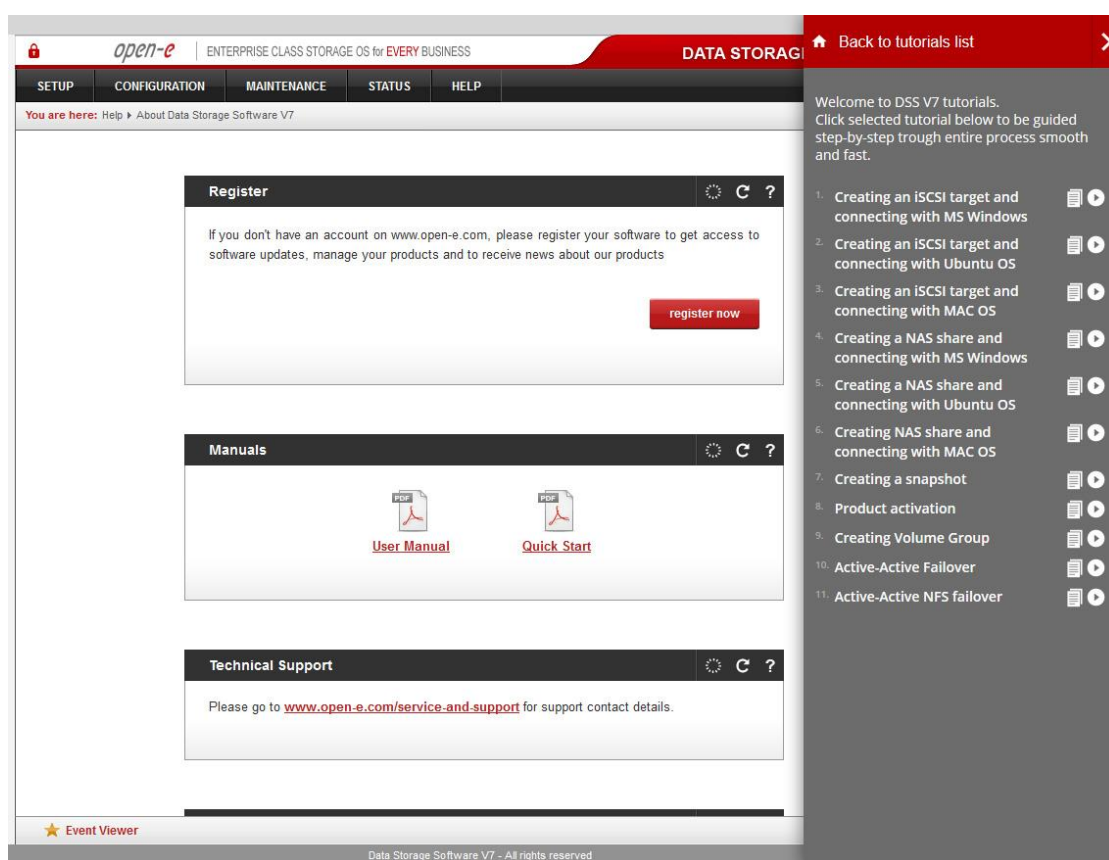 open-e ENTERPRISE CLASS STORAGE OS for EVERY BUSINESS
DATA STORAG
SETUP CONFIGURATION MAINTENANCE STATUS HELP
You are here: Help Abount Data Storage Software V7
Register
If you don't have an account on www.open-e.com, please register your software to get access to
software updates, manage your products and to receive news about our products
register now
Manuals
PDF
User Manual
PDF
Quick Start
Technical Support
Please go to www.open-e.com/service-and-support for support contact details.
Event Viewer
Data Storage Software V7 - All rights reserved
Back to tutorials list
Welcome to DSS V7 tutorials.
Click selected tutorial below to be guided
step-by-step trough entire process smooth
and fast.
1. Creating an iSCSI target and
connecting with MS Windows
2. Creating an iSCSI target and
connecting with Ubuntu OS
3. Creating an iSCSI target and
connecting with MAC OS
4. Creating a NAS share and
connecting with MS Windows
5. Creating a NAS share and
connecting with Ubuntu OS
6. Creating NAS share and
connecting with MAC OS
7. Creating a snapshot
8. Product activation
9. Creating Volume Group
10. Active-Active Failover
11. Active-Active NFS failover